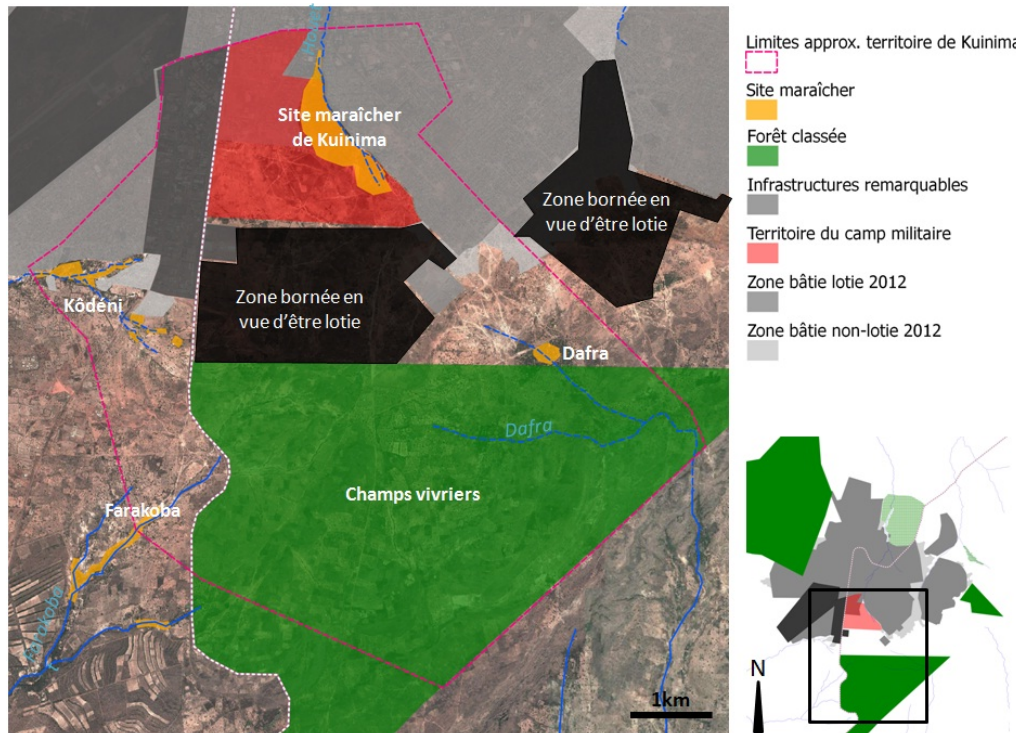 Site maraîcher
de Kuinima
Zone bornée en
vue d'être lotie
Kôdéni
Zone bornée en
vue d'être lotie
Dafra
Dafra
Champs vivriers
Farakoba
Farakoba
1km
Limites approx. territoire de Kuinima
Site maraîcher
Forêt classée
Infrastructures remarquables
Territoire du camp militaire
Zone bâtie lotie 2012
Zone bâtie non-lotie 2012
N